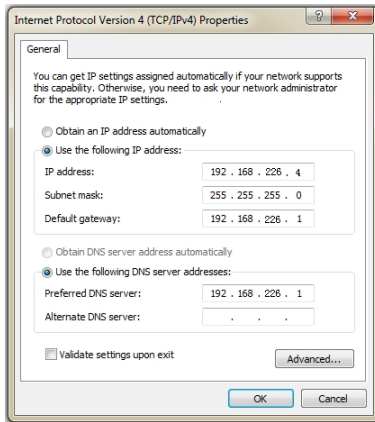 Internet Protocol Version 4 (TCP/IPv4) Properties
General
You can get IP settings assigned automatically if your network supports
this capability. Otherwise, you need to ask your network administrator
for the appropriate IP settings.
Obtain an IP address automatically
Use the following IP address:
IP address: 192 . 168 . 226 . 4
Subnet mask: 255 . 255 . 255 . 0
Default gateway: 192 . 168 . 226 . 1
Obtain DNS server address automatically
Use the following DNS server addresses:
Preferred DNS server: 192 . 168 . 226 . 1
Alternate DNS server: . . .
Validate settings upon exit
Advanced...
OK Cancel